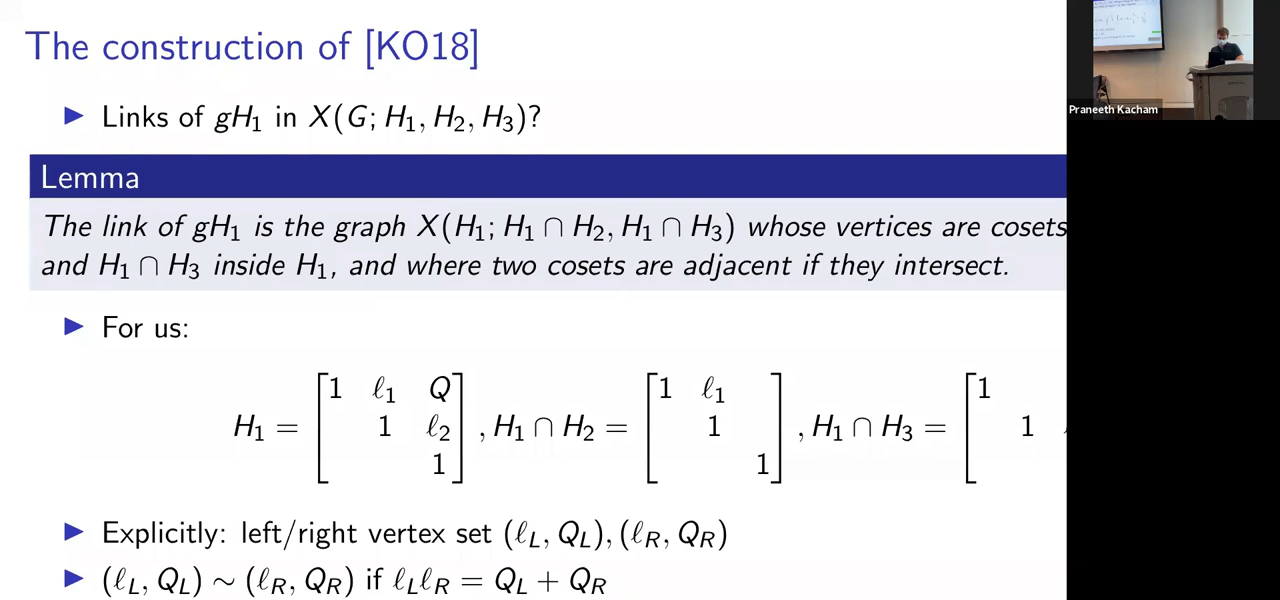 The construction of [KO18]
▶ Links of gH₁ in X(G; H₁, H₂, H₃)?
Lemma
The link of gH₁ is the graph X(H₁; H₁ ∩ H₂, H₁ ∩ H₃) whose vertices are cosets
and H₁ ∩ H₃ inside H₁, and where two cosets are adjacent if they intersect.
▶ For us:
H₁ = [1 ℓ₁ Q; 1 ℓ₂; 1], H₁ ∩ H₂ = [1 ℓ₁; 1; 1], H₁ ∩ H₃ = [1; 1
▶ Explicitly: left/right vertex set (ℓ_L, Q_L), (ℓ_R, Q_R)
▶ (ℓ_L, Q_L) ∼ (ℓ_R, Q_R) if ℓ_Lℓ_R = Q_L + Q_R
Praneeth Kacham